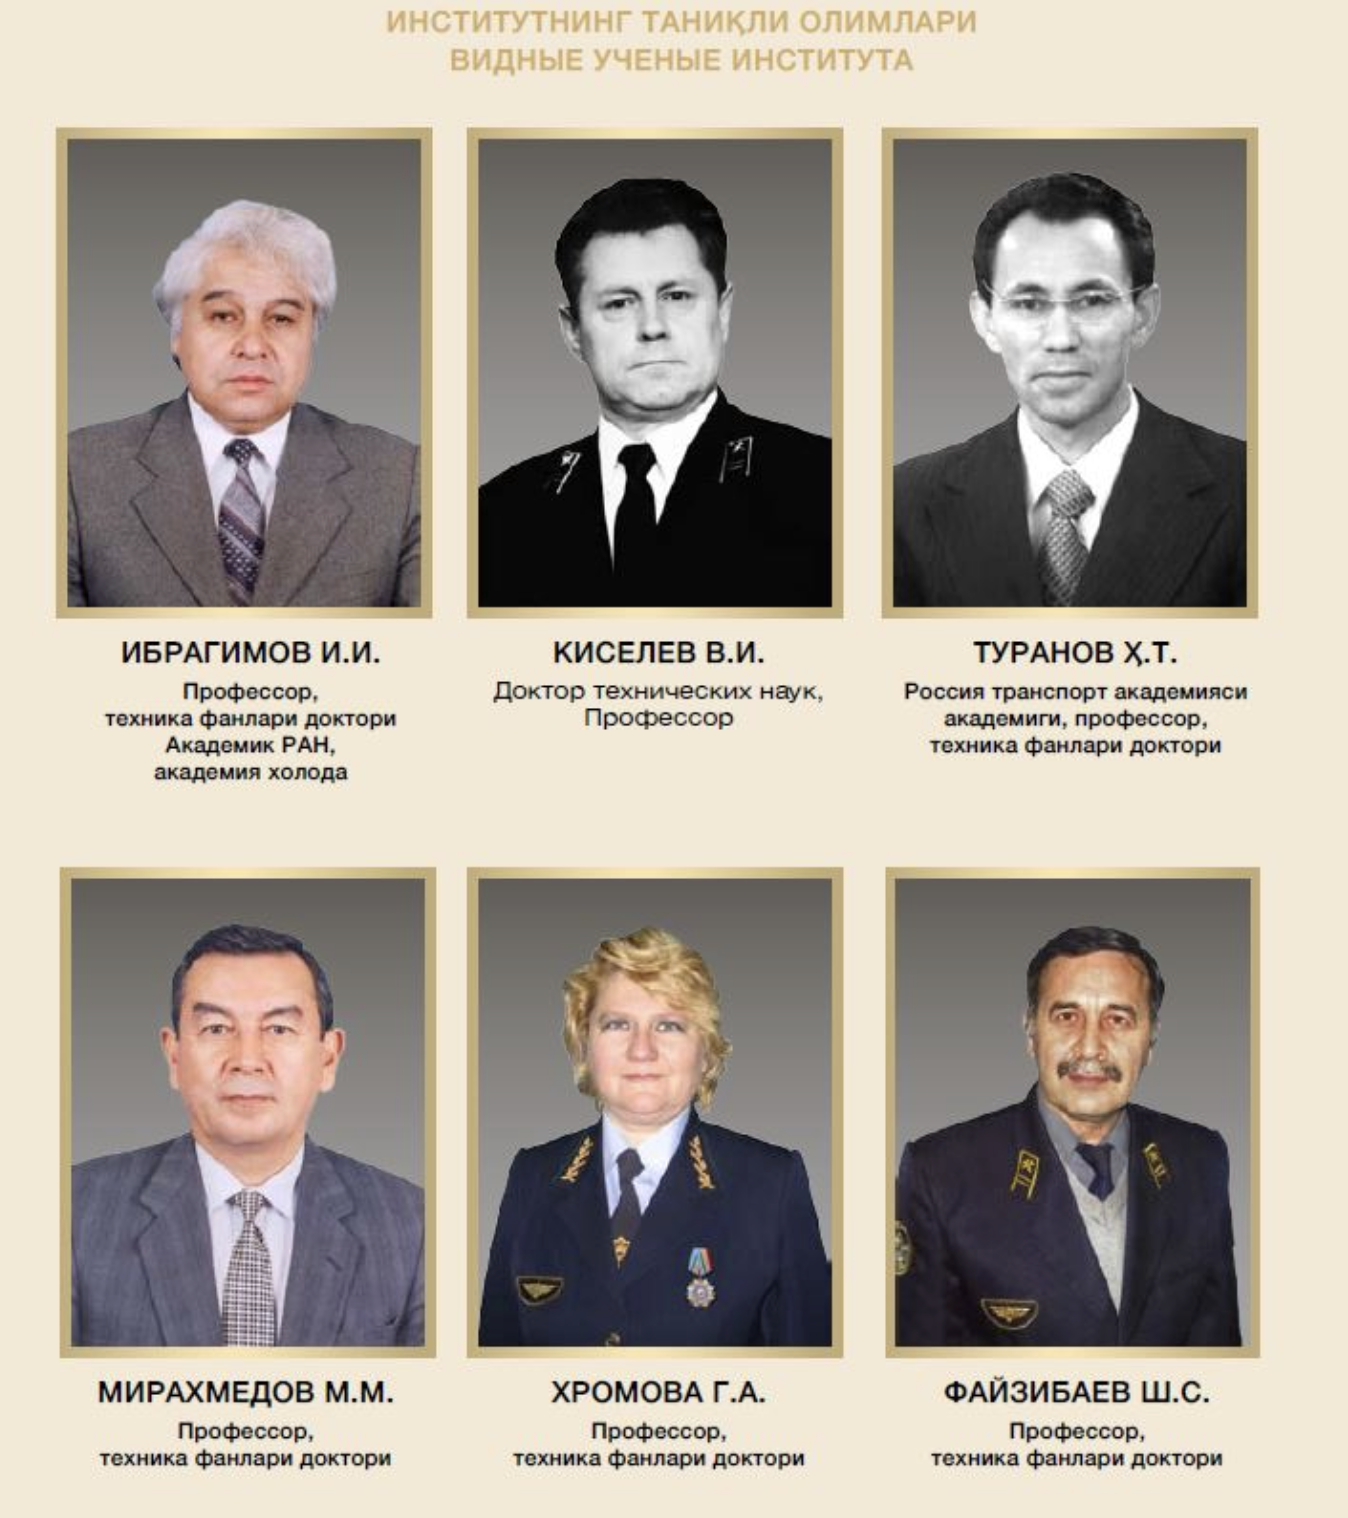 ИНСТИТУТНИНГ ТАНИҚЛИ ОЛИМЛАРИ
ВИДНЫЕ УЧЕНЫЕ ИНСТИТУТА
ИБРАГИМОВ И.И.
Профессор,
техника фанлари доктори
Академик РАН,
академия холода
КИСЕЛЕВ В.И.
Доктор технических наук,
Профессор
ТУРАНОВ Ҳ.Т.
Россия транспорт академияси
академиги, профессор,
техника фанлари доктори
МИРАХМЕДОВ М.М.
Профессор,
техника фанлари доктори
ХРОМОВА Г.А.
Профессор,
техника фанлари доктори
ФАЙЗИБАЕВ Ш.С.
Профессор,
техника фанлари доктори